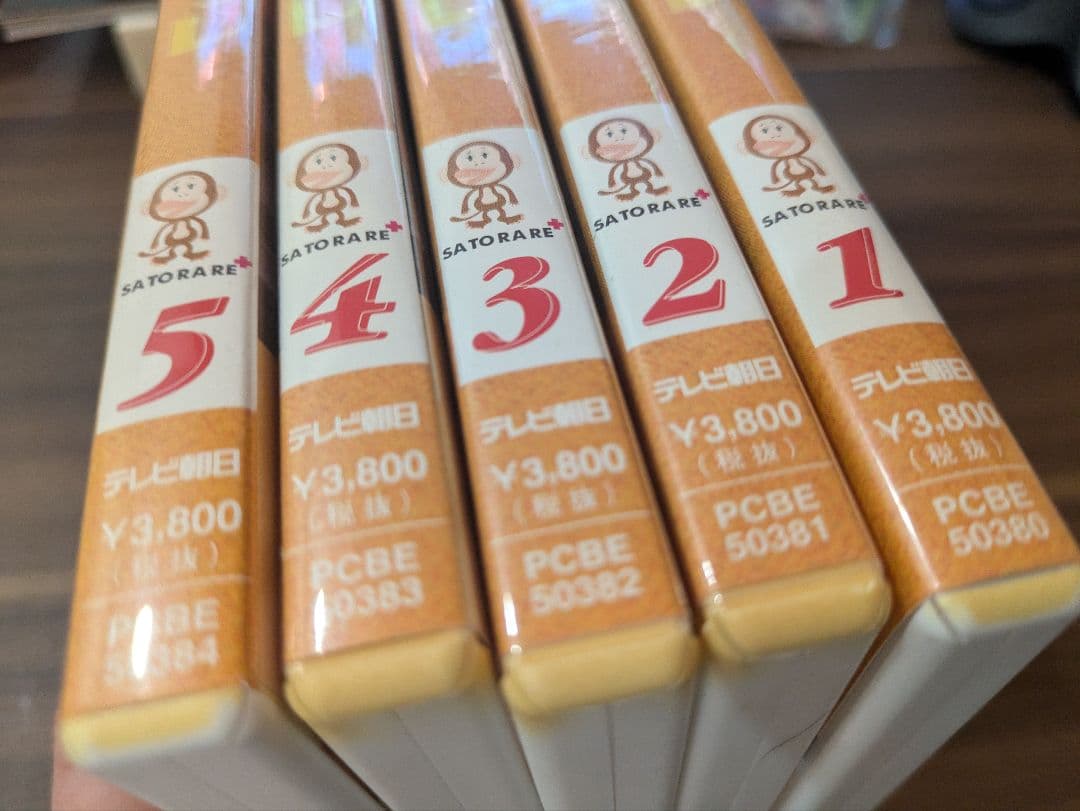 SATORARE+
5
テレビ朝日
¥3,800
(税抜)
PCBE
50384
SATORARE+
4
テレビ朝日
¥3,800
(税抜)
PCBE
50383
SATORARE+
3
テレビ朝日
¥3,800
(税抜)
PCBE
50382
SATORARE+
2
テレビ朝日
¥3,800
(税抜)
PCBE
50381
SATORARE+
1
テレビ朝日
¥3,800
(税抜)
PCBE
50380